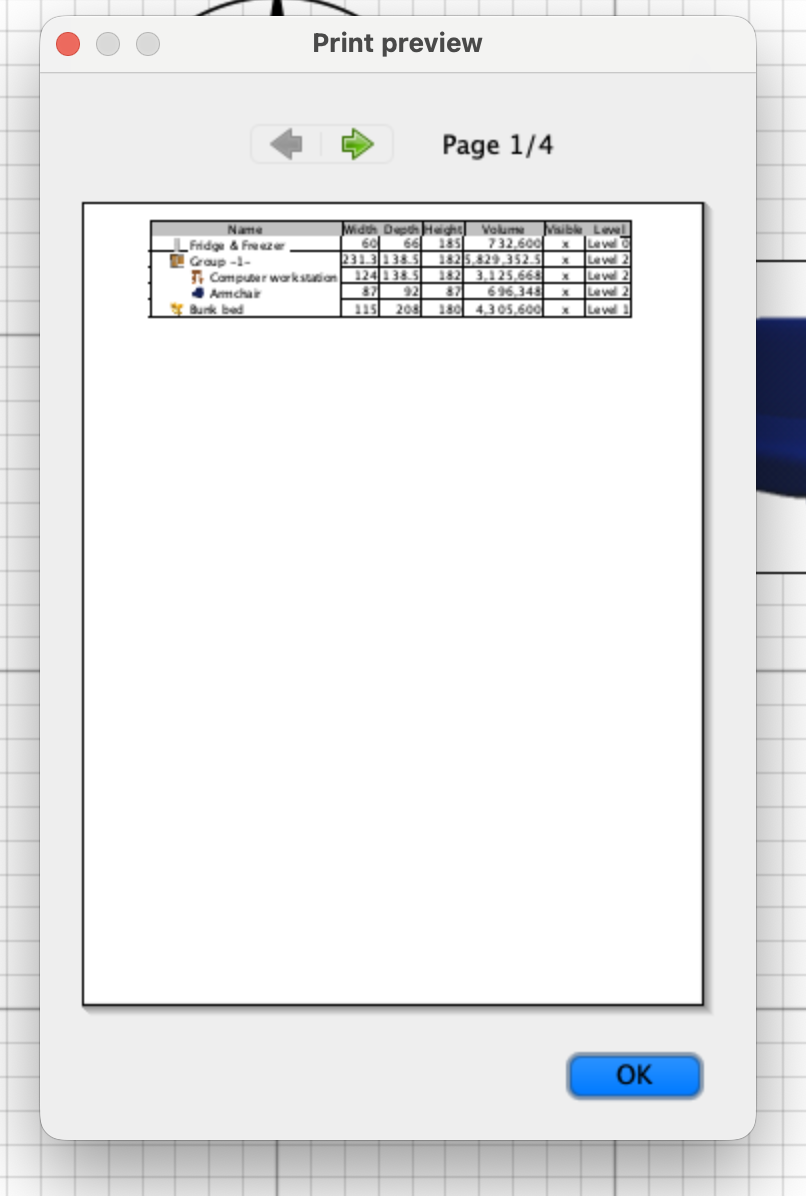 Print preview
Page 1/4
Name Width Depth Height Volume Visible Level
Fridge & Freezer 60 66 185 732,600 x Level 0
Group -1- 231.3 138.5 182 5,829,352.5 x Level 2
Computer workstation 124 138.5 182 3,125,668 x Level 2
Armchair 87 92 87 696,348 x Level 2
Bunk bed 115 208 180 4,305,600 x Level 1
OK